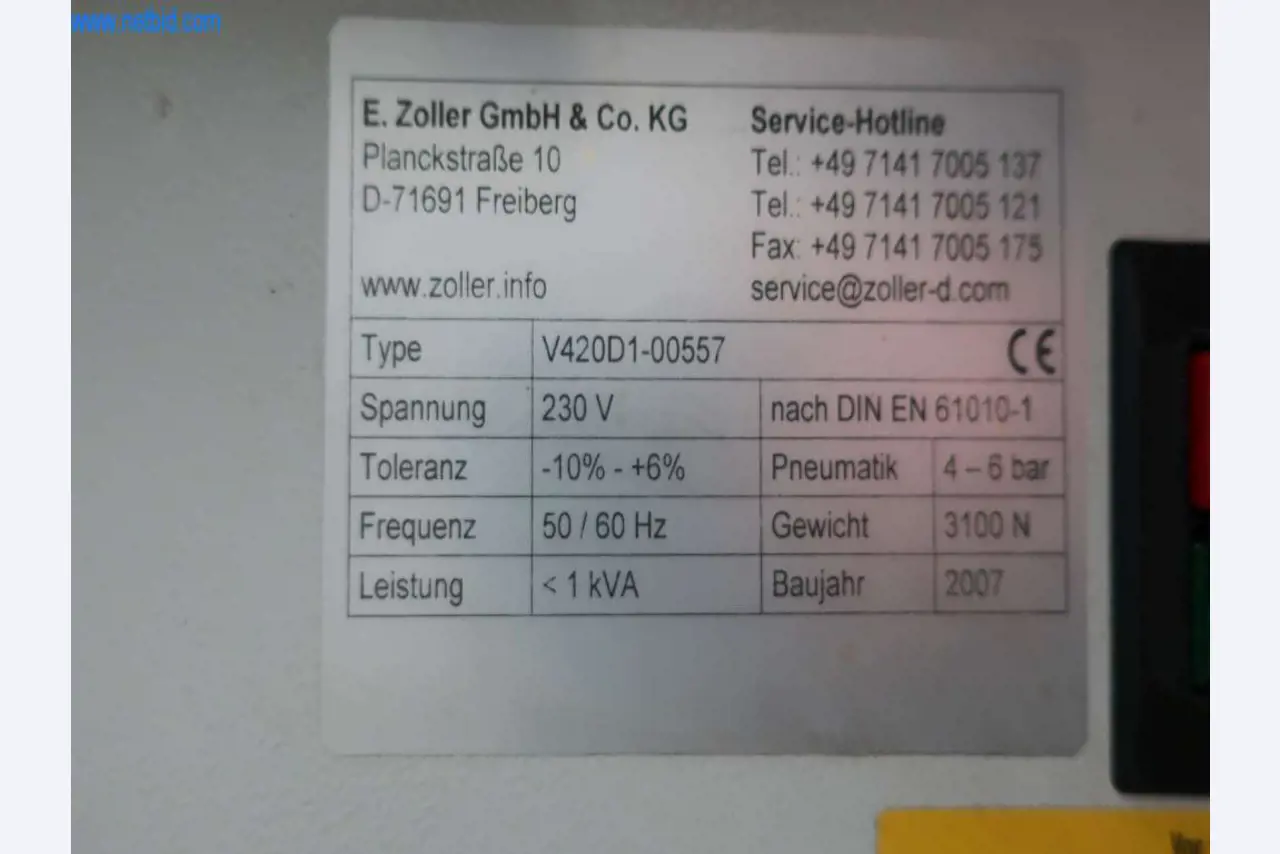 www.netbid.com
E. Zoller GmbH & Co. KG
Planckstraße 10
D-71691 Freiberg
www.zoller.info
Service-Hotline
Tel.: +49 7141 7005 137
Tel.: +49 7141 7005 121
Fax: +49 7141 7005 175
service@zoller-d.com
Type V420D1-00557 CE
Spannung 230 V nach DIN EN 61010-1
Toleranz -10% - +6% Pneumatik 4 – 6 bar
Frequenz 50 / 60 Hz Gewicht 3100 N
Leistung < 1 kVA Baujahr 2007